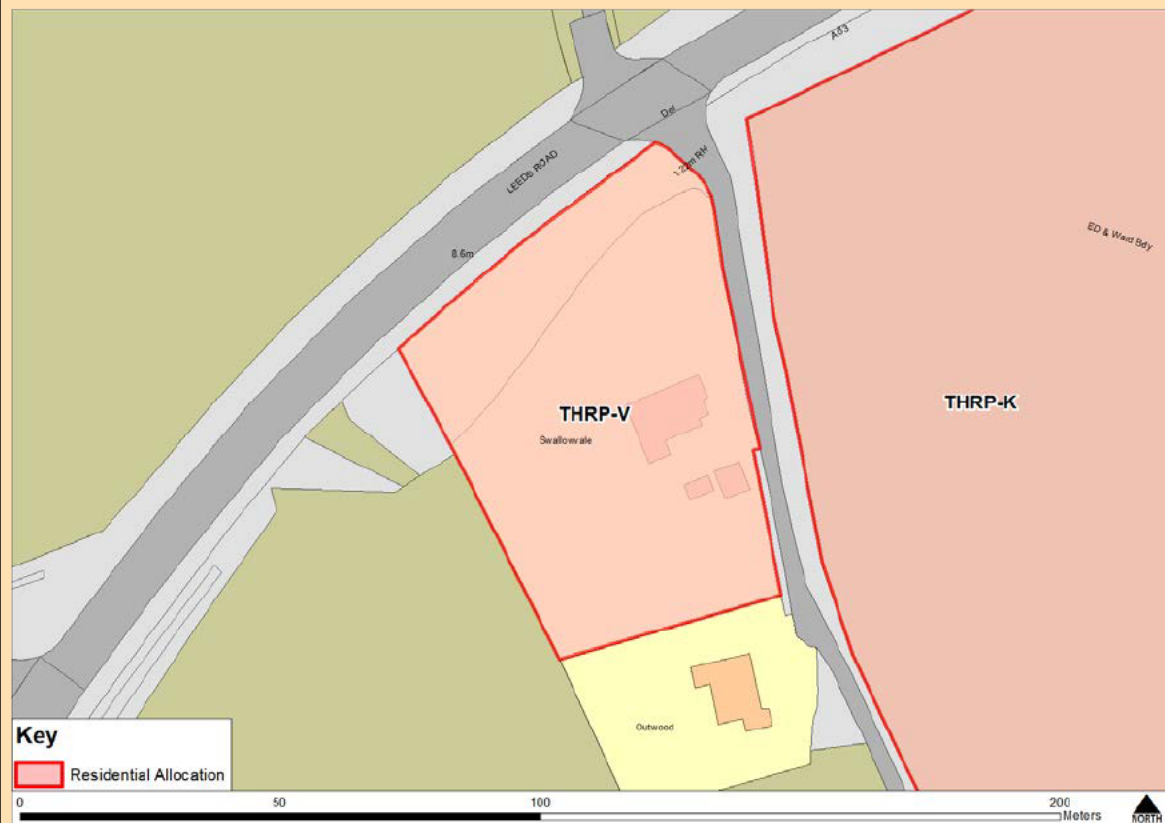 A63
Def
LEEDS ROAD
1.22m RH
ED & Ward Bdy
8.6m
THRP-K
THRP-V
Swallowvale
Outwood
Key
Residential Allocation
0 50 100 200
Meters
NORTH